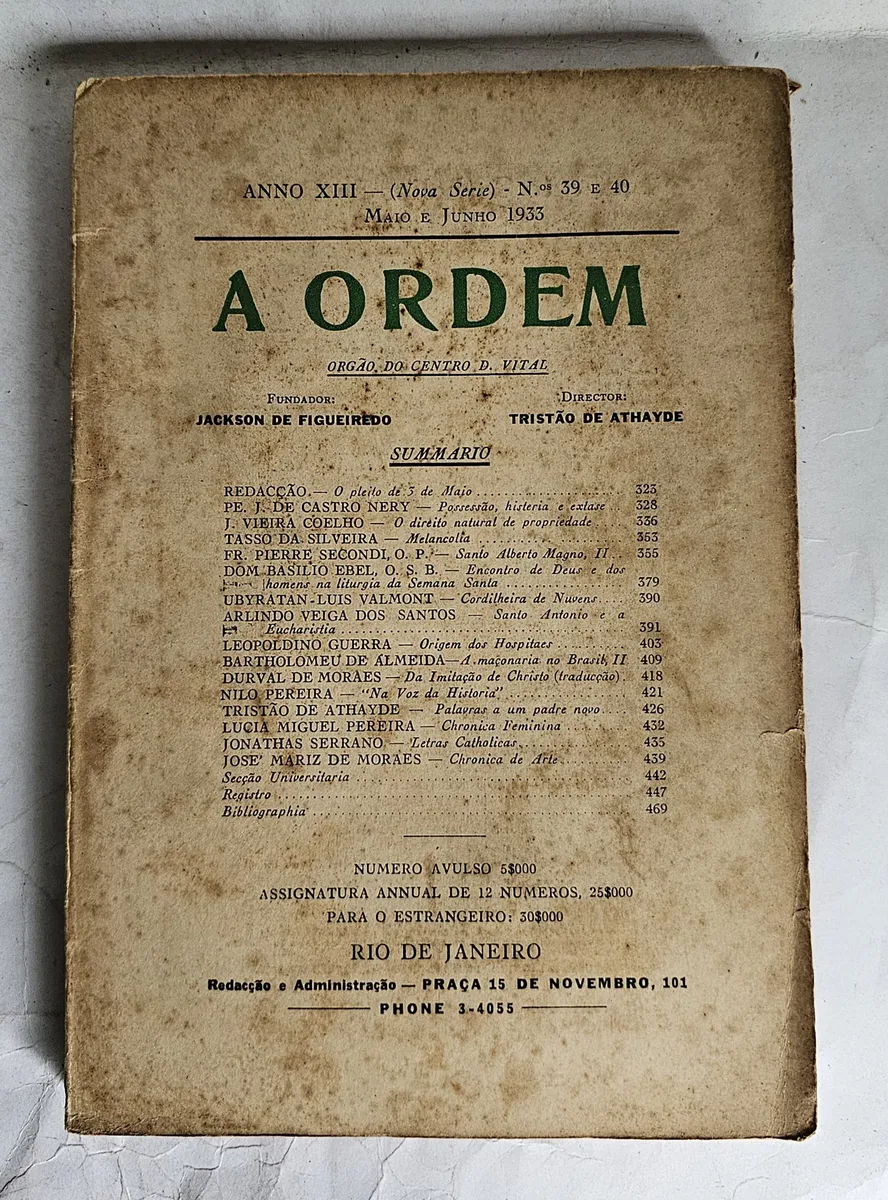 ANNO XIII — (Nova Serie) - N.os 39 E 40
MAIO E JUNHO 1933
A ORDEM
ORGÃO DO CENTRO D. VITAL
FUNDADOR:
JACKSON DE FIGUEIREDO
DIRECTOR:
TRISTÃO DE ATHAYDE
SUMMARIO
REDACÇÃO.— O pleito de 3 de Maio ........ 323
PE. J. DE CASTRO NERY — Possessão, histeria e extase .. 328
J. VIEIRA COELHO — O direito natural de propriedade .... 336
TASSO DA SILVEIRA — Melancolia ........ 353
FR. PIERRE SECONDI, O. P. — Santo Alberto Magno, II .. 355
DOM BASILIO EBEL, O. S. B. — Encontro de Deus e dos
homens na liturgia da Semana Santa ........ 379
UBYRATAN-LUIS VALMONT — Cordilheira de Nuvens .... 390
ARLINDO VEIGA DOS SANTOS — Santo Antonio e a
Eucharistia ........ 391
LEOPOLDINO GUERRA — Origem dos Hospitaes ........ 403
BARTHOLOMEU DE ALMEIDA—A maçonaria no Brasil, II 409
DURVAL DE MORAES — Da Imitação de Christo (traducção). 418
NILO PEREIRA — "Na Voz da Historia" ........ 421
TRISTÃO DE ATHAYDE — Palavras a um padre novo.... 426
LUCIA MIGUEL PEREIRA — Chronica Feminina ........ 432
JONATHAS SERRANO — Letras Catholicas ........ 435
JOSE' MARIZ DE MORAES — Chronica de Arte ........ 439
Secção Universitaria ........ 442
Registro ........ 447
Bibliographia ........ 469
NUMERO AVULSO 5$000
ASSIGNATURA ANNUAL DE 12 NUMEROS, 25$000
PARA O ESTRANGEIRO: 30$000
RIO DE JANEIRO
Redacção e Administração — PRAÇA 15 DE NOVEMBRO, 101
PHONE 3-4055